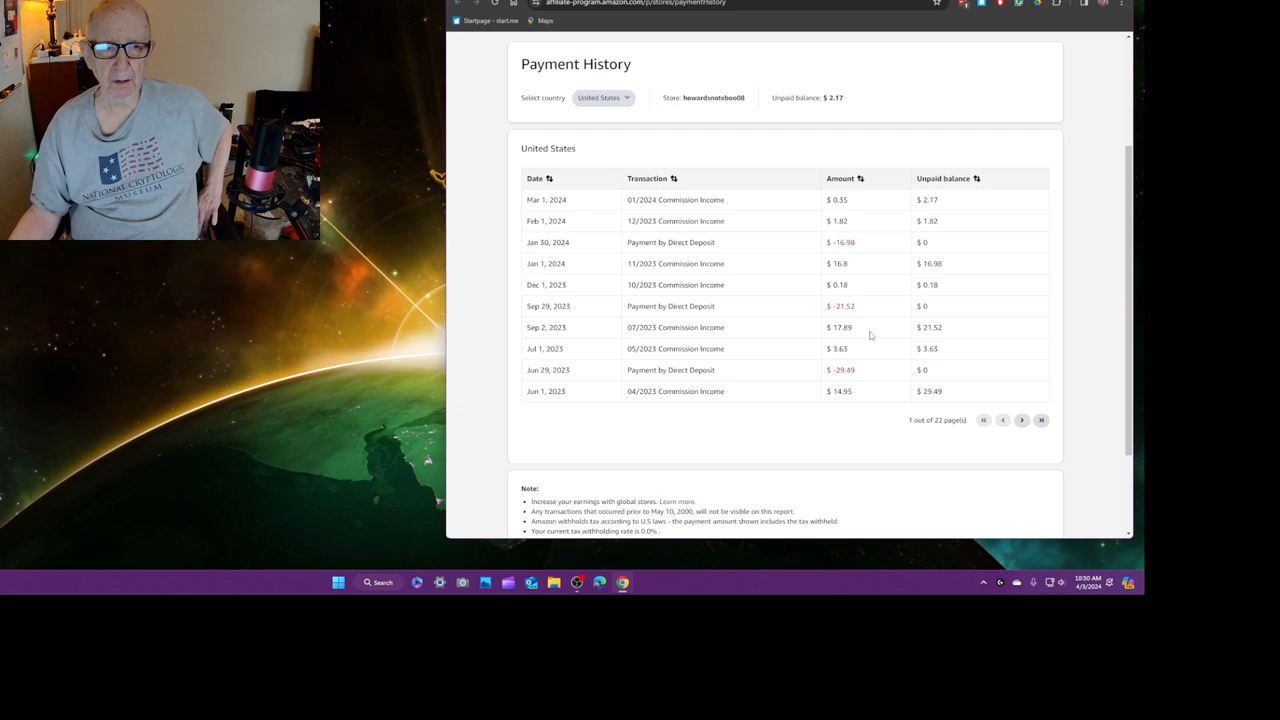 affiliate-program.amazon.com/p/stores/paymentHistory
Startpage - start.me Maps
NATIONAL CRYPTOLOGIC
MUSEUM
Payment History
Select country United States Store: howardsnoteboo08 Unpaid balance: $ 2.17
United States
Date Transaction Amount Unpaid balance
Mar 1, 2024 01/2024 Commission Income $ 0.35 $ 2.17
Feb 1, 2024 12/2023 Commission Income $ 1.82 $ 1.82
Jan 30, 2024 Payment by Direct Deposit $ -16.98 $ 0
Jan 1, 2024 11/2023 Commission Income $ 16.8 $ 16.98
Dec 1, 2023 10/2023 Commission Income $ 0.18 $ 0.18
Sep 29, 2023 Payment by Direct Deposit $ -21.52 $ 0
Sep 2, 2023 07/2023 Commission Income $ 17.89 $ 21.52
Jul 1, 2023 05/2023 Commission Income $ 3.63 $ 3.63
Jun 29, 2023 Payment by Direct Deposit $ -29.49 $ 0
Jun 1, 2023 04/2023 Commission Income $ 14.95 $ 29.49
1 out of 22 page(s)
Note:
• Increase your earnings with global stores. Learn more.
• Any transactions that occurred prior to May 10, 2000, will not be visible on this report.
• Amazon withholds tax according to U.S laws - the payment amount shown includes the tax withheld.
• Your current tax withholding rate is 0.0% .
Search
10:50 AM
4/3/2024